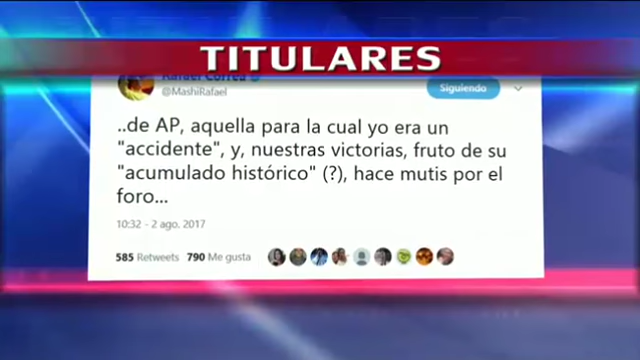 TITULARES
Rafael Correa
@MashiRafael
Siguiendo
..de AP, aquella para la cual yo era un
"accidente", y, nuestras victorias, fruto de su
"acumulado histórico" (?), hace mutis por el
foro...
10:32 - 2 ago. 2017
585 Retweets 790 Me gusta